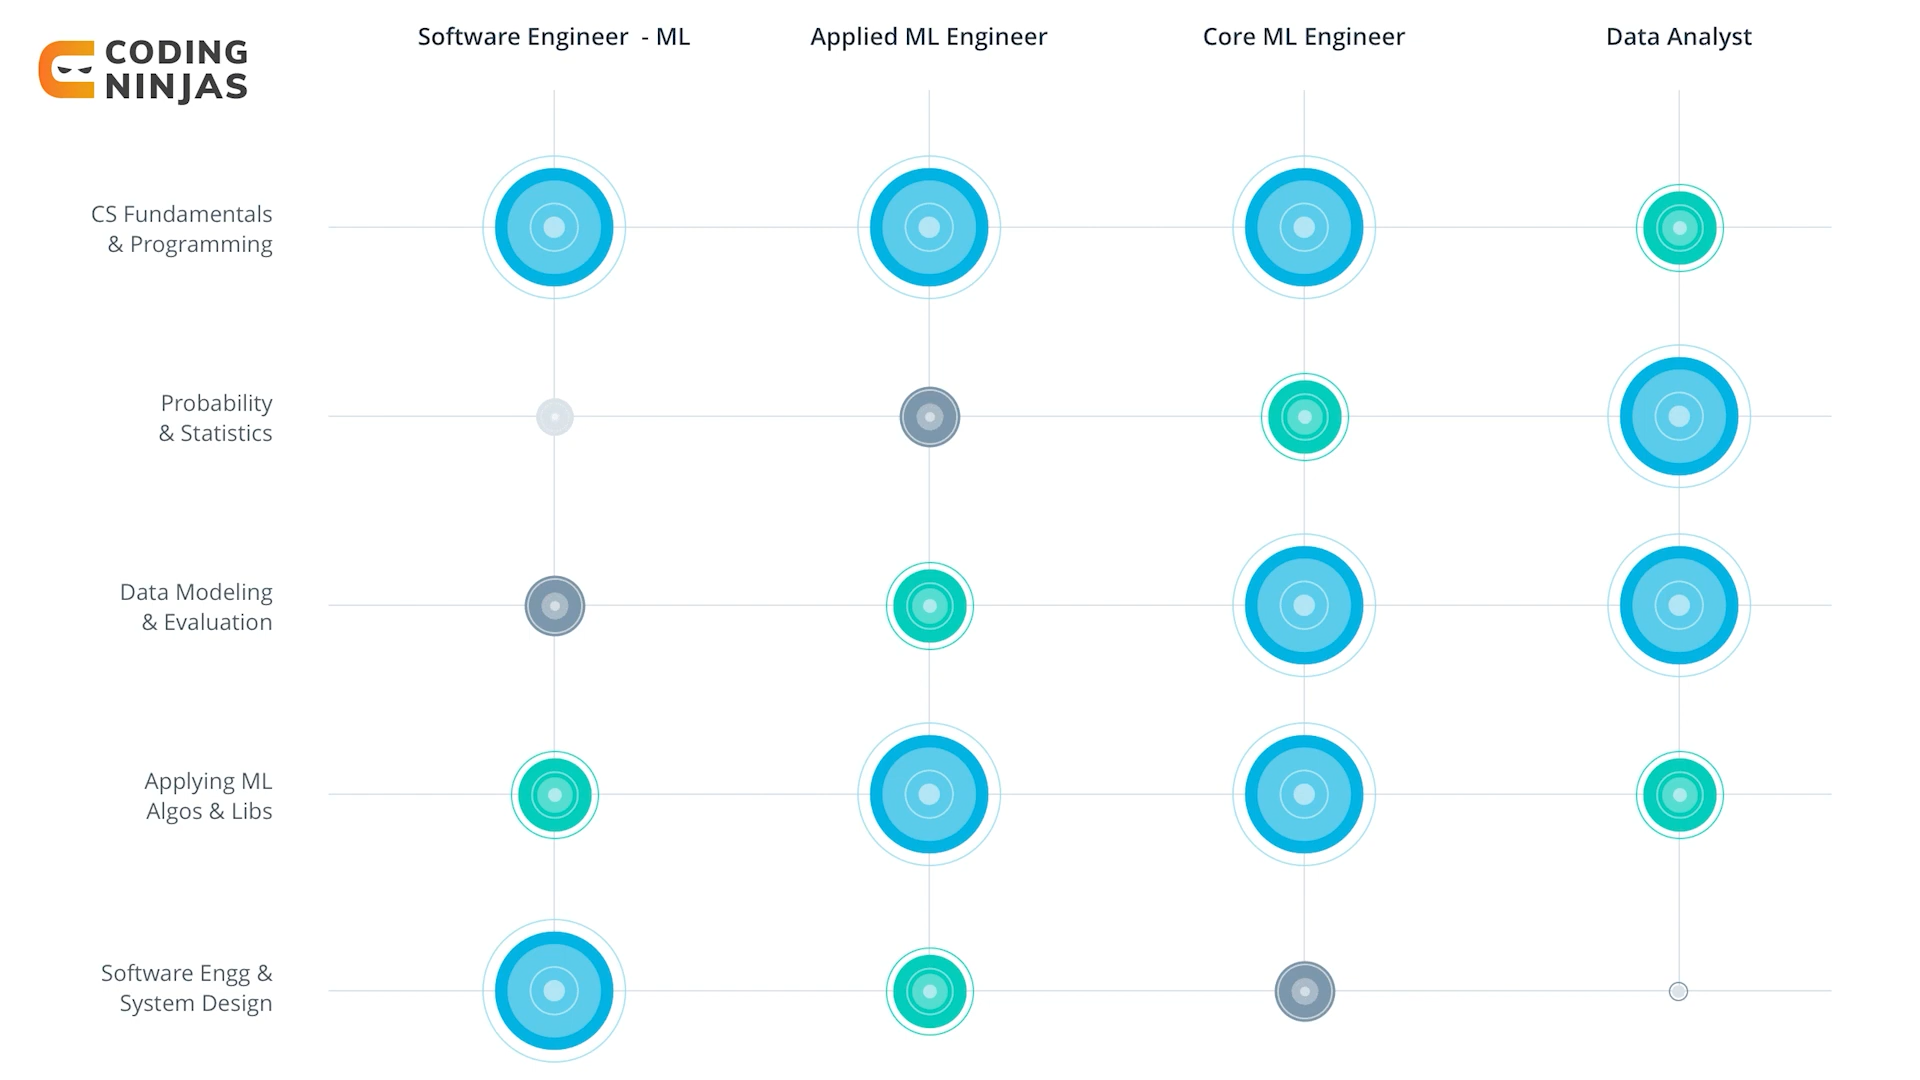 CODING
NINJAS
Software Engineer - ML
Applied ML Engineer
Core ML Engineer
Data Analyst
CS Fundamentals
& Programming
Probability
& Statistics
Data Modeling
& Evaluation
Applying ML
Algos & Libs
Software Engg &
System Design